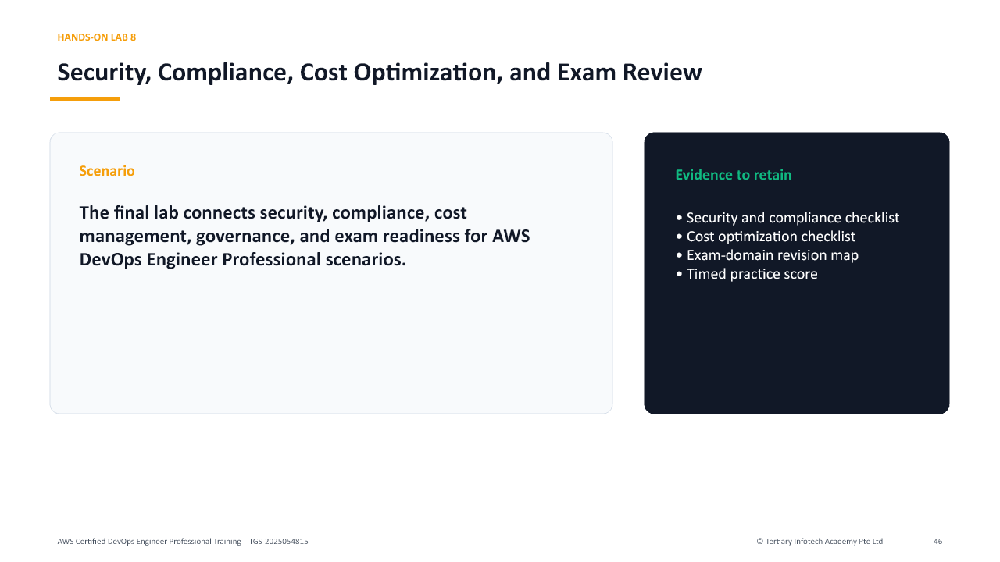 HANDS-ON LAB 8
Security, Compliance, Cost Optimization, and Exam Review
Scenario
The final lab connects security, compliance, cost
management, governance, and exam readiness for AWS
DevOps Engineer Professional scenarios.
Evidence to retain
• Security and compliance checklist
• Cost optimization checklist
• Exam-domain revision map
• Timed practice score
AWS Certified DevOps Engineer Professional Training | TGS-2025054815
© Tertiary Infotech Academy Pte Ltd
46